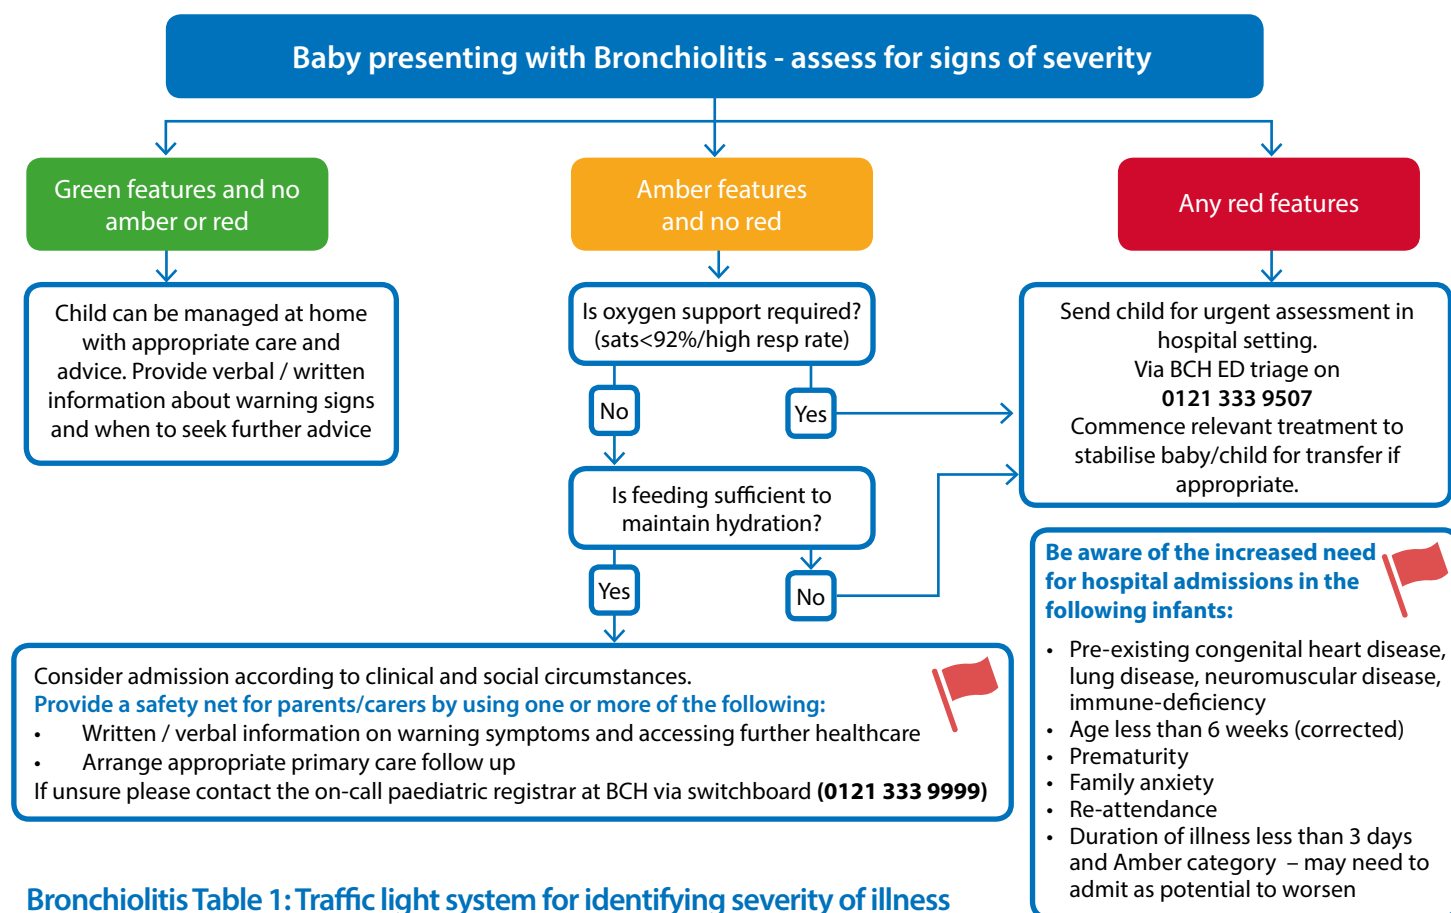 Baby presenting with Bronchiolitis - assess for signs of severity
Green features and no
amber or red
Amber features
and no red
Any red features
Child can be managed at home
with appropriate care and
advice. Provide verbal / written
information about warning signs
and when to seek further advice
Is oxygen support required?
(sats<92%/high resp rate)
No
Yes
Is feeding sufficient to
maintain hydration?
Yes
No
Send child for urgent assessment in
hospital setting.
Via BCH ED triage on
0121 333 9507
Commence relevant treatment to
stabilise baby/child for transfer if
appropriate.
Consider admission according to clinical and social circumstances.
Provide a safety net for parents/carers by using one or more of the following:
• Written / verbal information on warning symptoms and accessing further healthcare
• Arrange appropriate primary care follow up
If unsure please contact the on-call paediatric registrar at BCH via switchboard (0121 333 9999)
Be aware of the increased need
for hospital admissions in the
following infants:
• Pre-existing congenital heart disease,
lung disease, neuromuscular disease,
immune-deficiency
• Age less than 6 weeks (corrected)
• Prematurity
• Family anxiety
• Re-attendance
• Duration of illness less than 3 days
and Amber category – may need to
admit as potential to worsen
Bronchiolitis Table 1: Traffic light system for identifying severity of illness